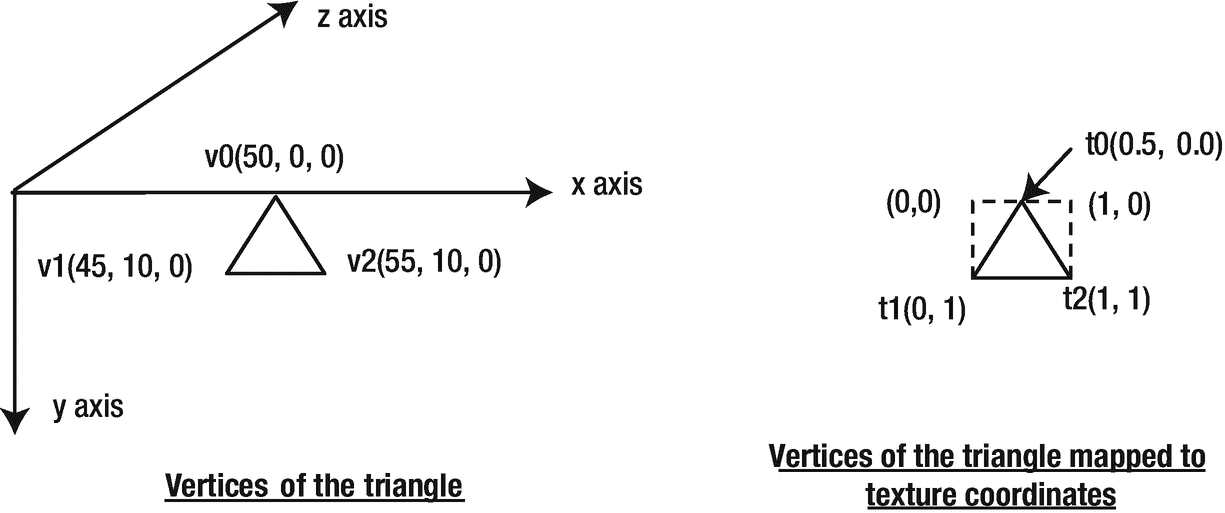 z axis
v0(50, 0, 0)
x axis
v1(45, 10, 0)
v2(55, 10, 0)
y axis
Vertices of the triangle
t0(0.5, 0.0)
(0,0)
(1, 0)
t1(0, 1)
t2(1, 1)
Vertices of the triangle mapped to
texture coordinates